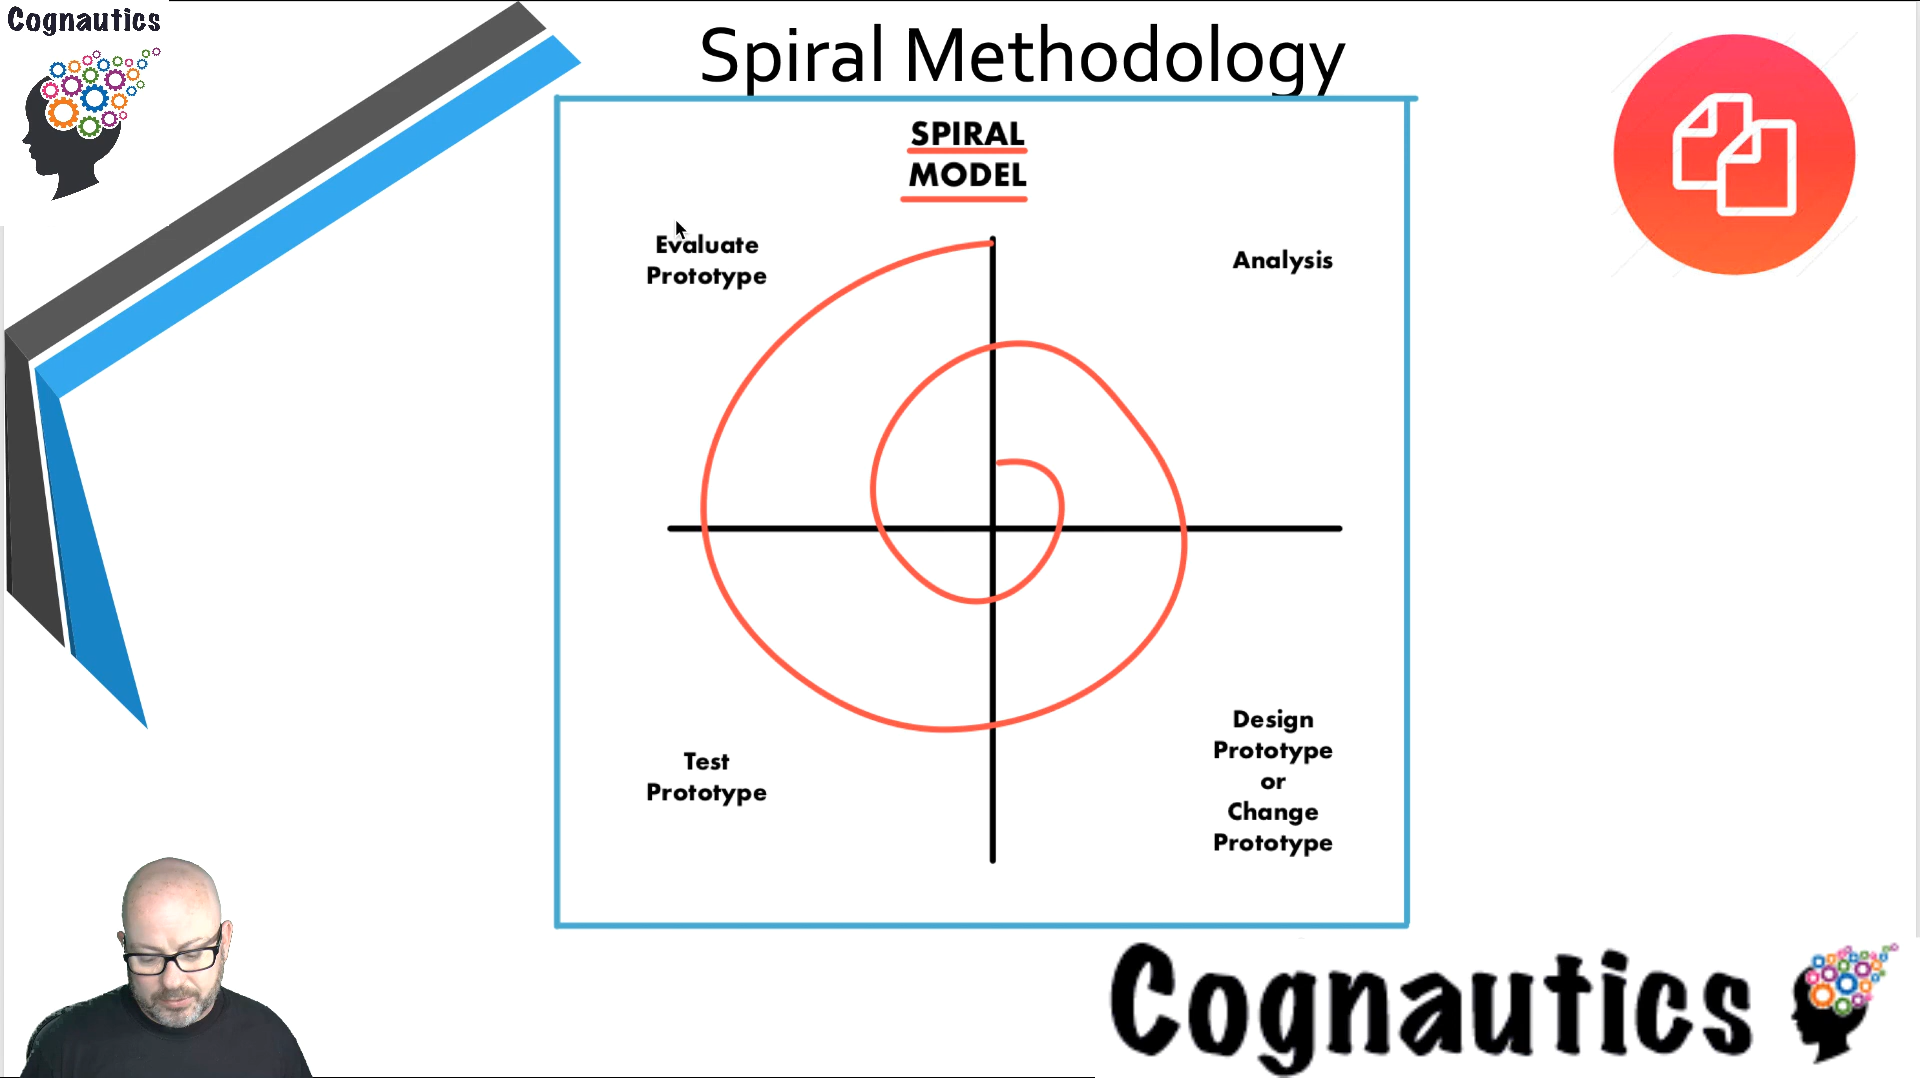 Cognautics
Spiral Methodology
SPIRAL
MODEL
Evaluate
Prototype
Analysis
Test
Prototype
Design
Prototype
or
Change
Prototype
Cognautics